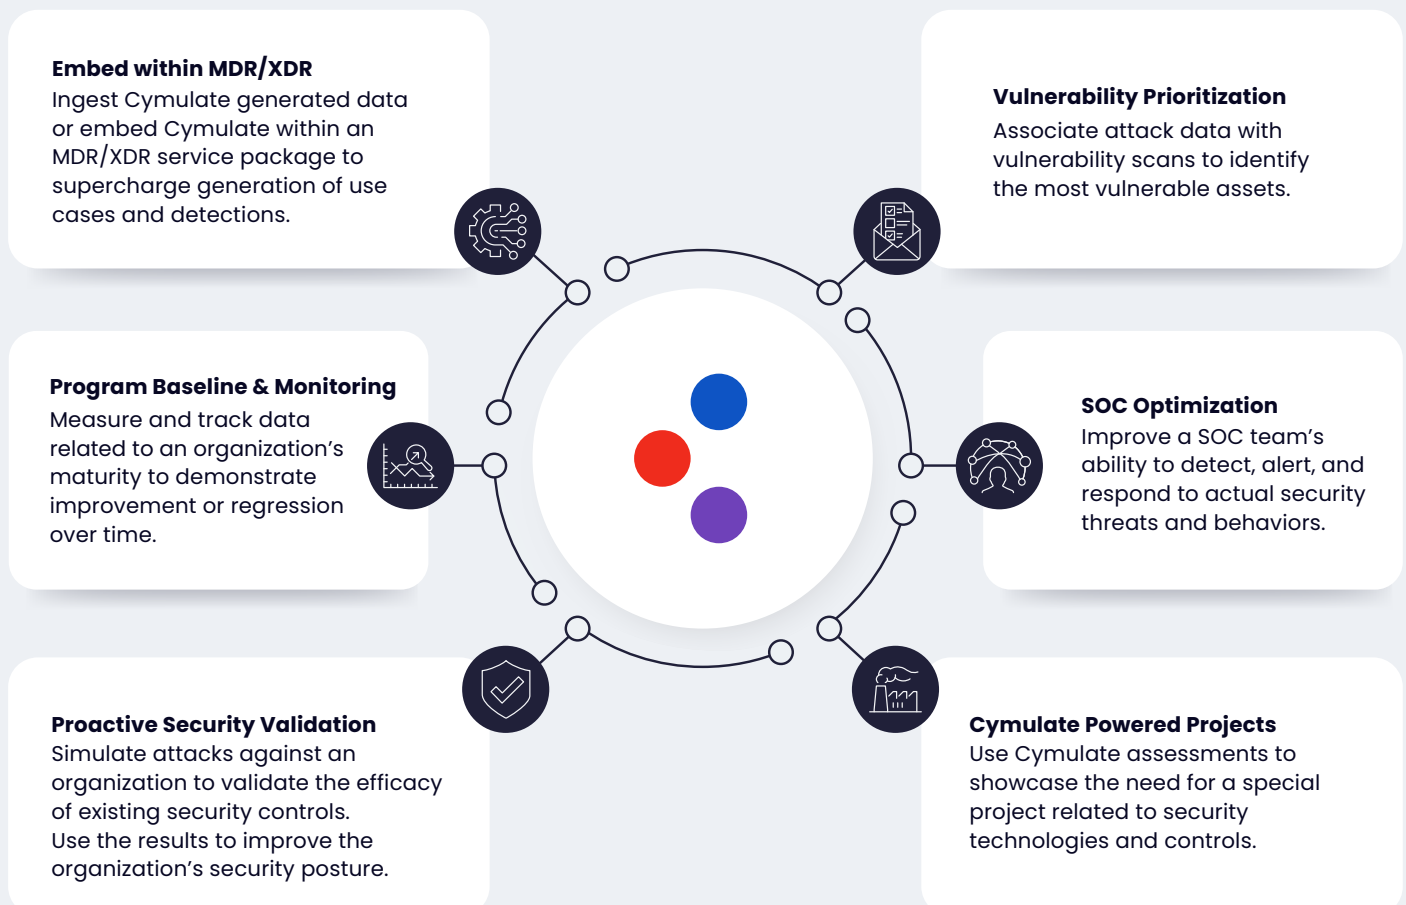 Embed within MDR/XDR
Ingest Cymulate generated data
or embed Cymulate within an
MDR/XDR service package to
supercharge generation of use
cases and detections.
Vulnerability Prioritization
Associate attack data with
vulnerability scans to identify
the most vulnerable assets.
Program Baseline & Monitoring
Measure and track data
related to an organization’s
maturity to demonstrate
improvement or regression
over time.
SOC Optimization
Improve a SOC team’s
ability to detect, alert, and
respond to actual security
threats and behaviors.
Proactive Security Validation
Simulate attacks against an
organization to validate the efficacy
of existing security controls.
Use the results to improve the
organization’s security posture.
Cymulate Powered Projects
Use Cymulate assessments to
showcase the need for a special
project related to security
technologies and controls.